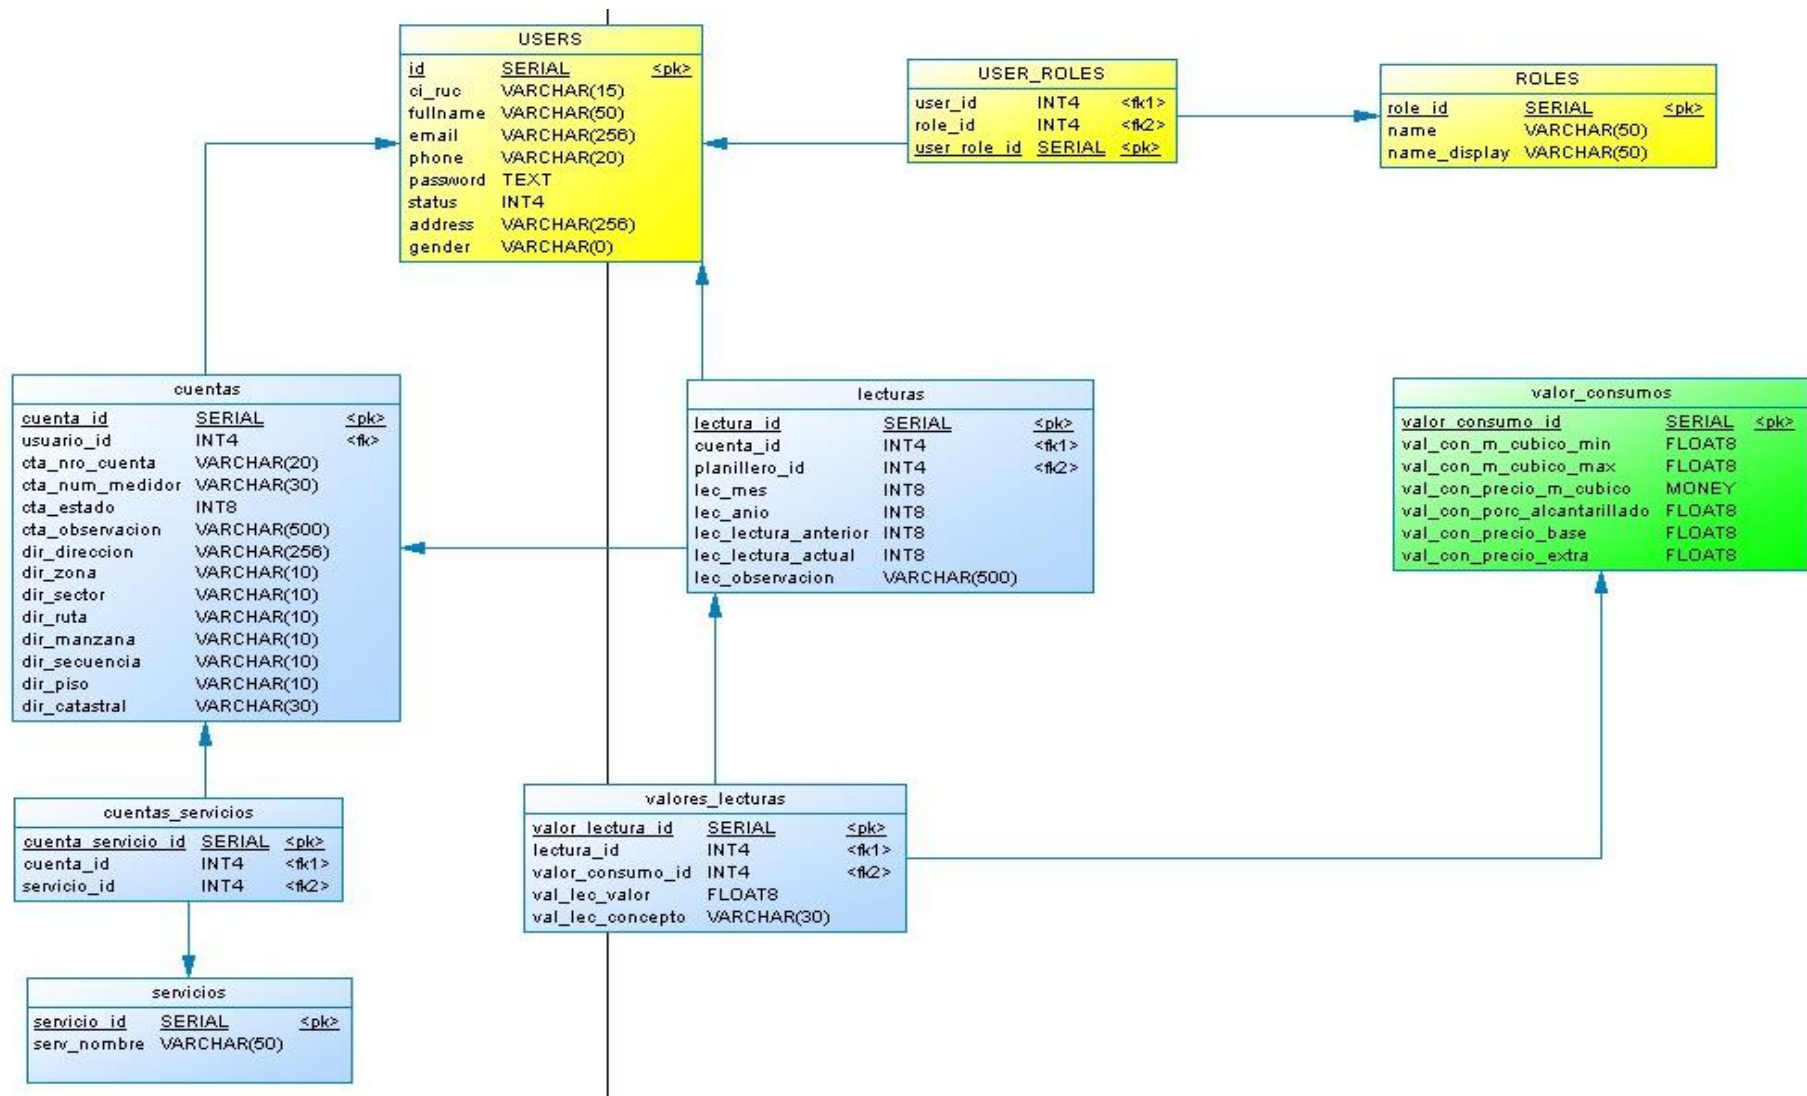 USERS
id SERIAL <pk>
ci_ruc VARCHAR(15)
fullname VARCHAR(50)
email VARCHAR(256)
phone VARCHAR(20)
password TEXT
status INT4
address VARCHAR(256)
gender VARCHAR(0)
USER_ROLES
user_id INT4 <fk1>
role_id INT4 <fk2>
user_role_id SERIAL <pk>
ROLES
role_id SERIAL <pk>
name VARCHAR(50)
name_display VARCHAR(50)
cuentas
cuenta_id SERIAL <pk>
usuario_id INT4 <fk>
cta_nro_cuenta VARCHAR(20)
cta_num_medidor VARCHAR(30)
cta_estado INT8
cta_observacion VARCHAR(500)
dir_direccion VARCHAR(256)
dir_zona VARCHAR(10)
dir_sector VARCHAR(10)
dir_ruta VARCHAR(10)
dir_manzana VARCHAR(10)
dir_secuencia VARCHAR(10)
dir_piso VARCHAR(10)
dir_catastral VARCHAR(30)
lecturas
lectura_id SERIAL <pk>
cuenta_id INT4 <fk1>
planillero_id INT4 <fk2>
lec_mes INT8
lec_anio INT8
lec_lectura_anterior INT8
lec_lectura_actual INT8
lec_observacion VARCHAR(500)
valor_consumos
valor_consumo_id SERIAL <pk>
val_con_m_cubico_min FLOAT8
val_con_m_cubico_max FLOAT8
val_con_precio_m_cubico MONEY
val_con_porc_alcantarillado FLOAT8
val_con_precio_base FLOAT8
val_con_precio_extra FLOAT8
cuentas_servicios
cuenta_servicio_id SERIAL <pk>
cuenta_id INT4 <fk1>
servicio_id INT4 <fk2>
valores_lecturas
valor_lectura_id SERIAL <pk>
lectura_id INT4 <fk1>
valor_consumo_id INT4 <fk2>
val_lec_valor FLOAT8
val_lec_concepto VARCHAR(30)
servicios
servicio_id SERIAL <pk>
serv_nombre VARCHAR(50)